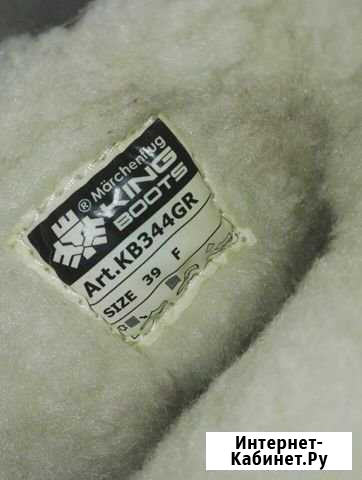 ® Märchenflug
KING
BOOTS
Art.KB344GR
SIZE 39 F
Интернет-
Кабинет.Ру